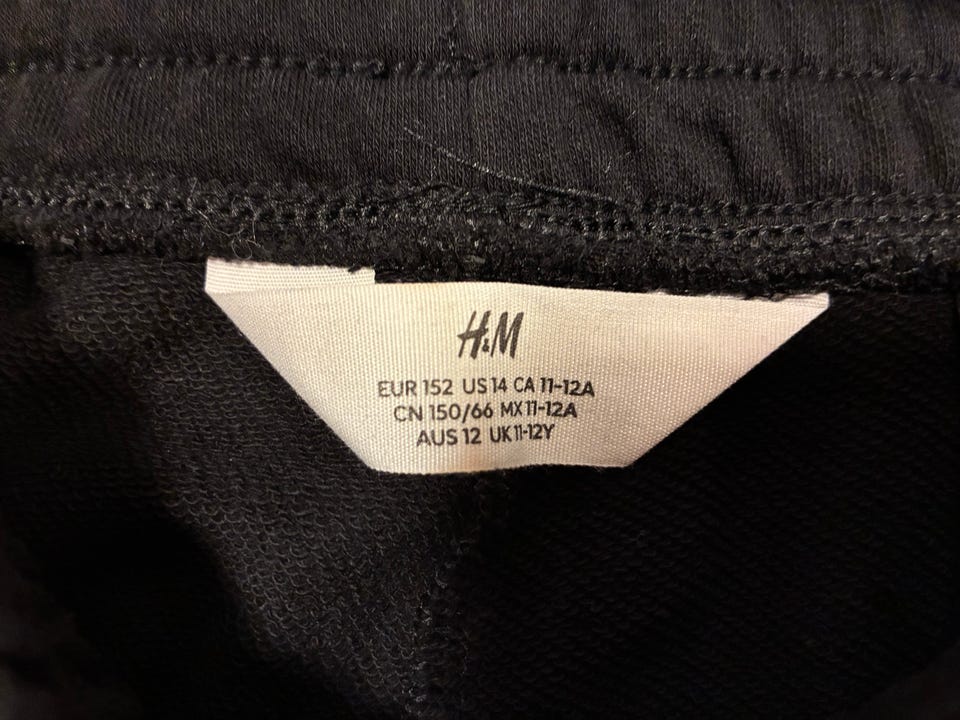 H&M
EUR 152 US 14 CA 11-12A
CN 150/66 MX 11-12A
AUS 12 UK 11-12Y